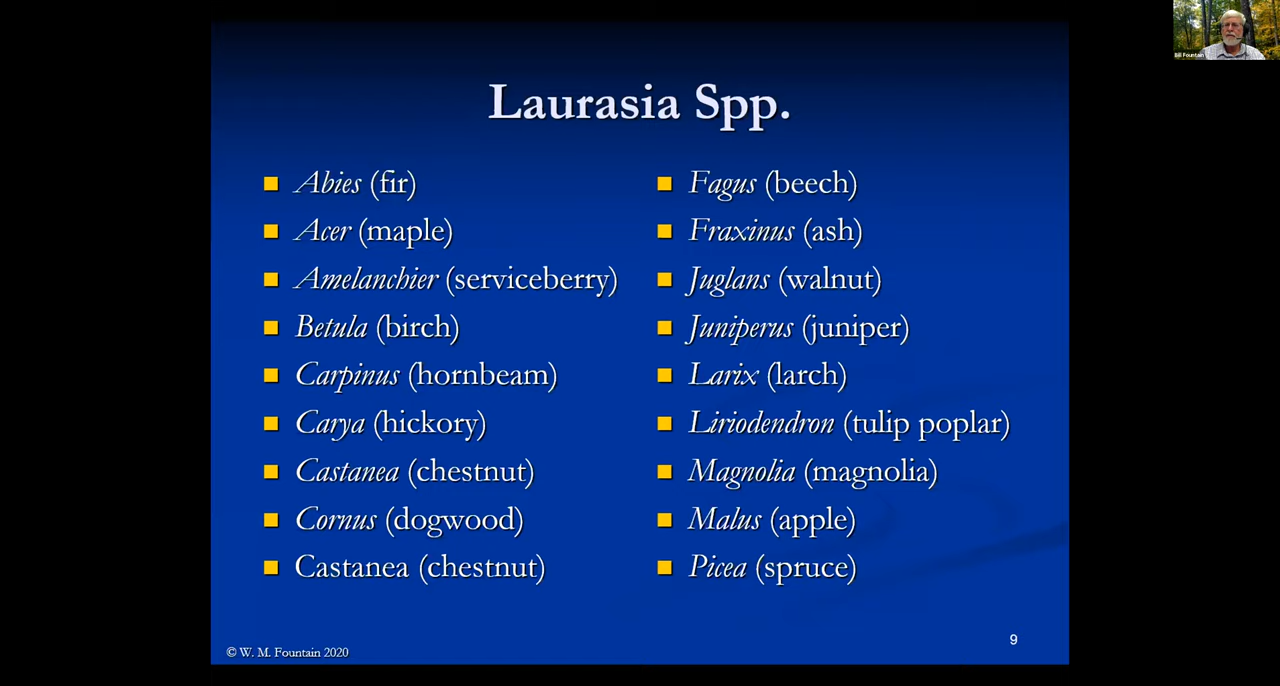 Laurasia Spp.
Abies (fir)
Acer (maple)
Amelanchier (serviceberry)
Betula (birch)
Carpinus (hornbeam)
Carya (hickory)
Castanea (chestnut)
Cornus (dogwood)
Castanea (chestnut)
Fagus (beech)
Fraxinus (ash)
Juglans (walnut)
Juniperus (juniper)
Larix (larch)
Liriodendron (tulip poplar)
Magnolia (magnolia)
Malus (apple)
Picea (spruce)
© W. M. Fountain 2020
9
Bill Fountain